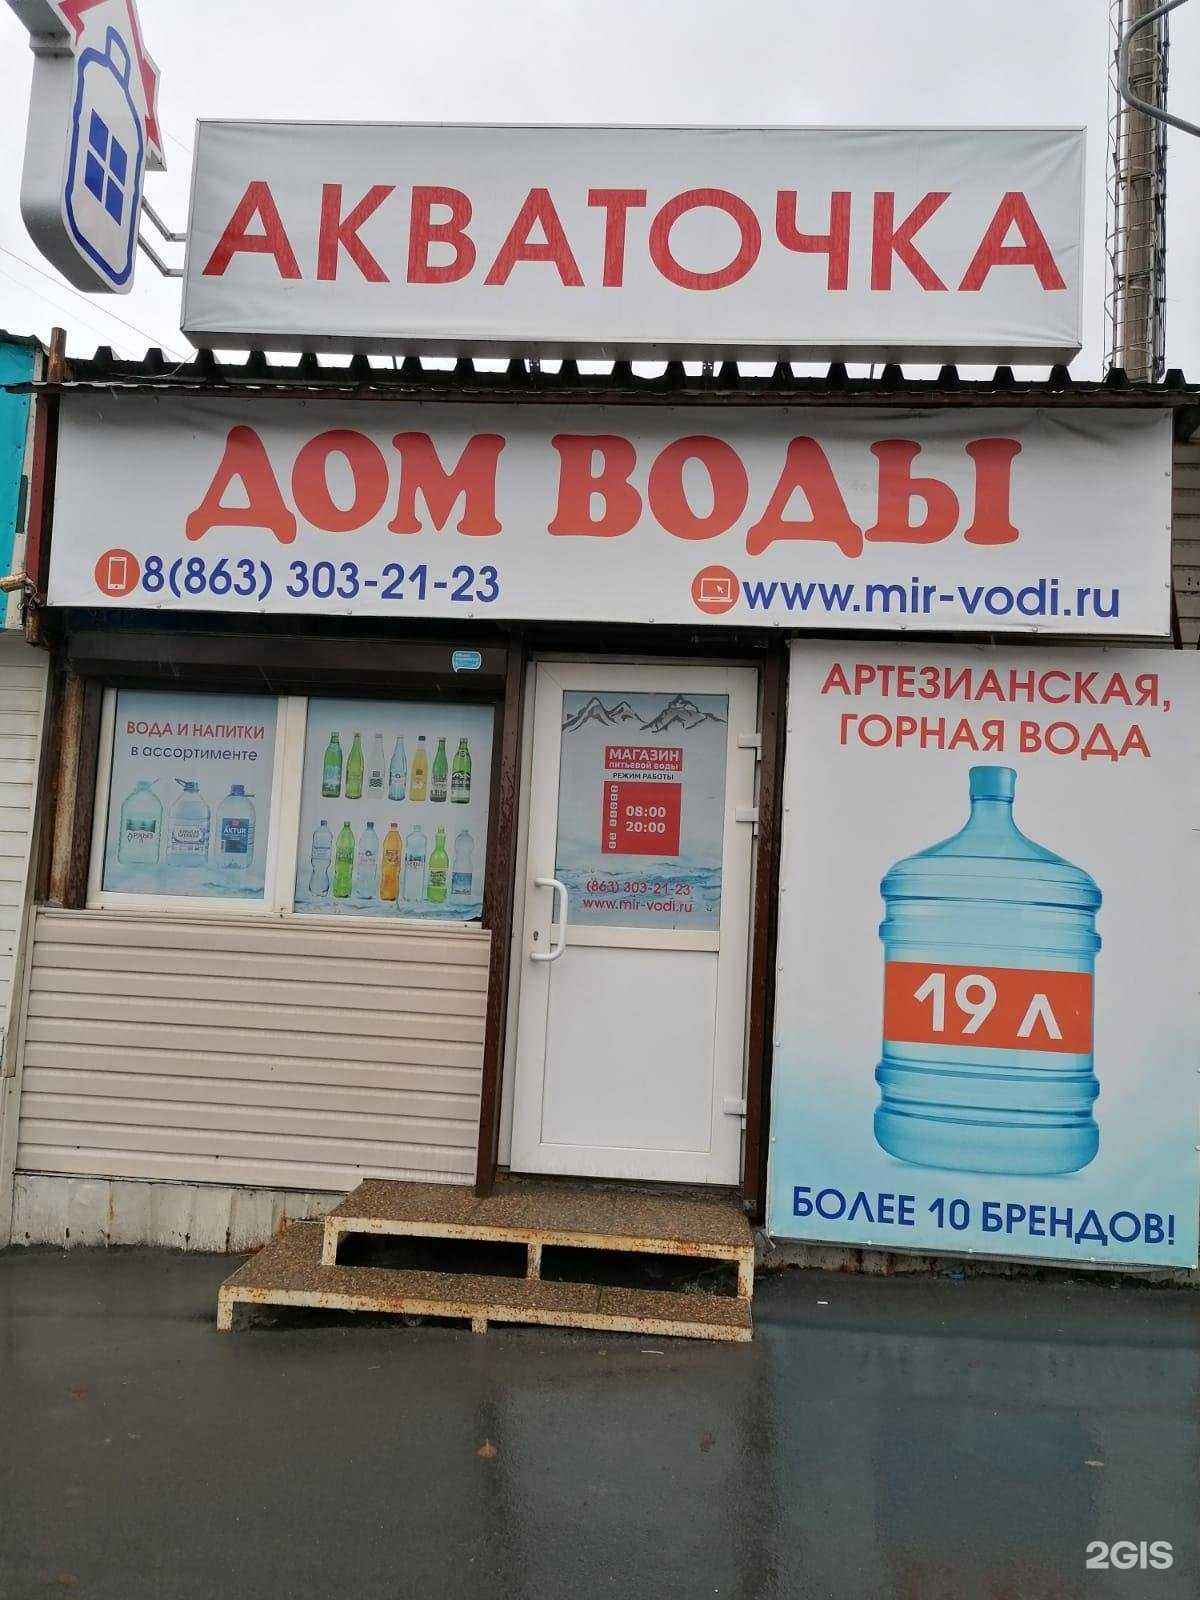 АКВАТОЧКА
ДОМ ВОДЫ
8(863) 303-21-23
www.mir-vodi.ru
ВОДА И НАПИТКИ
в ассортименте
АРХЫЗ
АКТИВ
МАГАЗИН
ПИТЬЕВОЙ ВОДЫ
РЕЖИМ РАБОТЫ
08:00
20:00
(863) 303-21-23
www.mir-vodi.ru
АРТЕЗИАНСКАЯ,
ГОРНАЯ ВОДА
19 Л
БОЛЕЕ 10 БРЕНДОВ!
2GIS